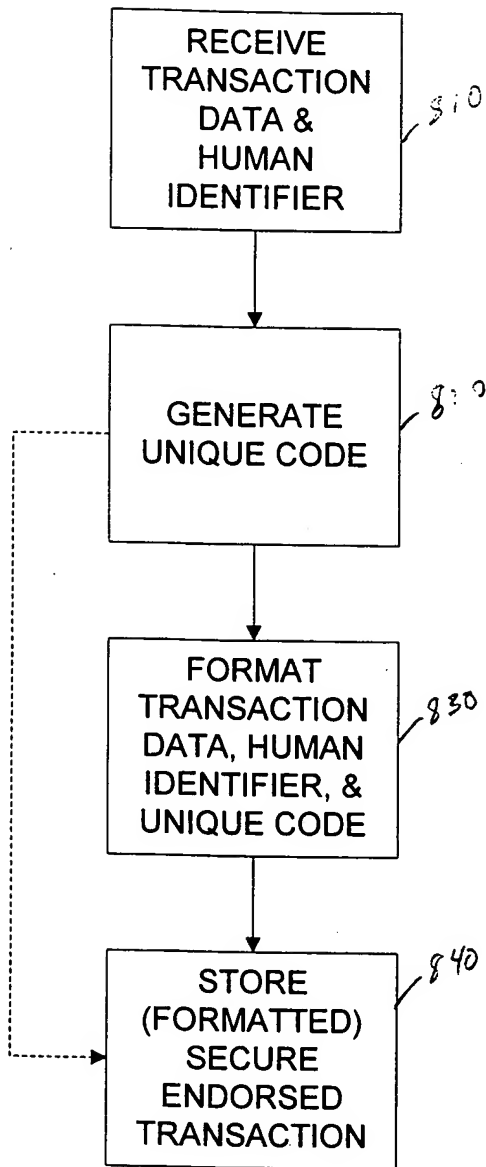 RECEIVE
TRANSACTION
DATA &
HUMAN
IDENTIFIER
810
GENERATE
UNIQUE CODE
FORMAT
TRANSACTION
DATA, HUMAN
IDENTIFIER, &
UNIQUE CODE
830
STORE
(FORMATTED)
SECURE
ENDORSED
TRANSACTION
840